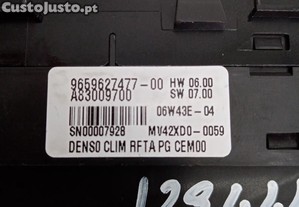 CustoJusto.pt
9659627477-00 HW 06.00
A83009700 SW 07.00
06W43E-04
SN00007928 MV42XD0-0059
DENSO CLIM RFTA PG CEM00